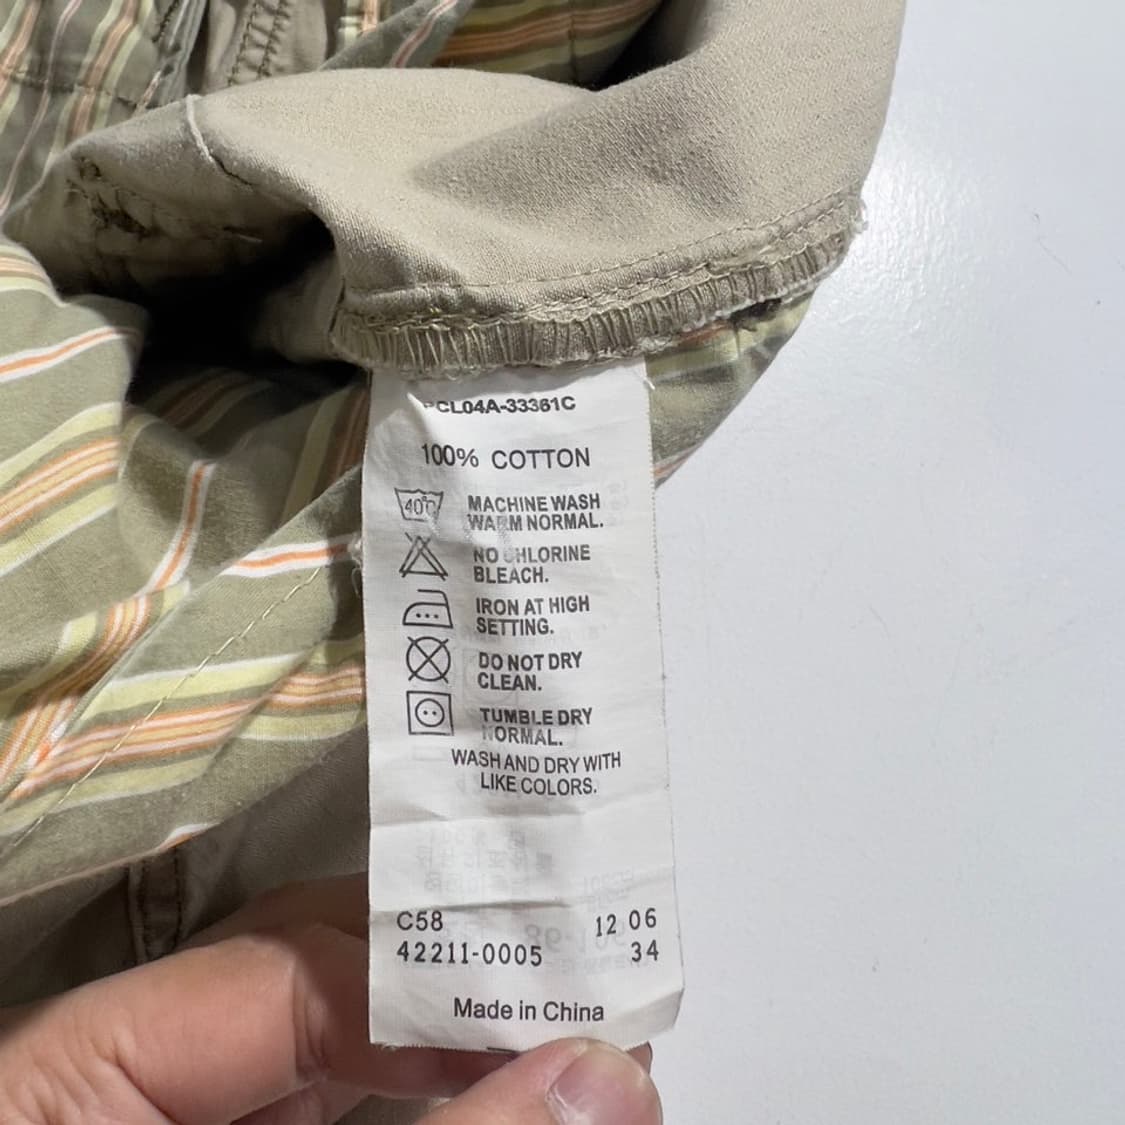 CL04A-33361C
100% COTTON
40°C
MACHINE WASH
WARM NORMAL.
NO CHLORINE
BLEACH.
IRON AT HIGH
SETTING.
DO NOT DRY
CLEAN.
TUMBLE DRY
NORMAL.
WASH AND DRY WITH
LIKE COLORS.
C58 12 06
42211-0005 34
Made in China